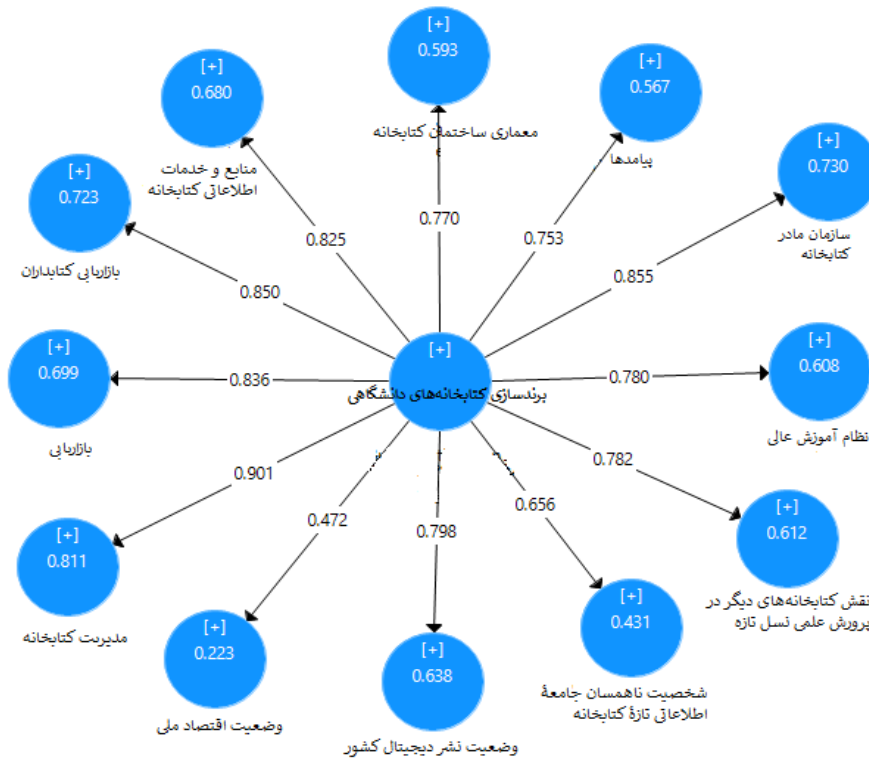 [+]
0.593
معماری ساختمان کتابخانه
[+]
0.567
پیامدها
[+]
0.680
منابع و خدمات
اطلاعاتی کتابخانه
[+]
0.730
سازمان مادر
کتابخانه
[+]
0.723
بازاریابی کتابداران
0.770
0.753
0.825
0.855
0.850
[+]
0.608
نظام آموزش عالی
[+]
برندسازی کتابخانه‌های دانشگاهی
[+]
0.699
بازاریابی
0.780
0.836
0.782
0.901
0.656
0.472
0.798
[+]
0.612
نقش کتابخانه‌های دیگر در
پرورش علمی نسل تازه
[+]
0.811
مدیریت کتابخانه
[+]
0.431
شخصیت ناهمسان جامعهٔ
اطلاعاتی تازهٔ کتابخانه
[+]
0.638
وضعیت نشر دیجیتال کشور
[+]
0.223
وضعیت اقتصاد ملی